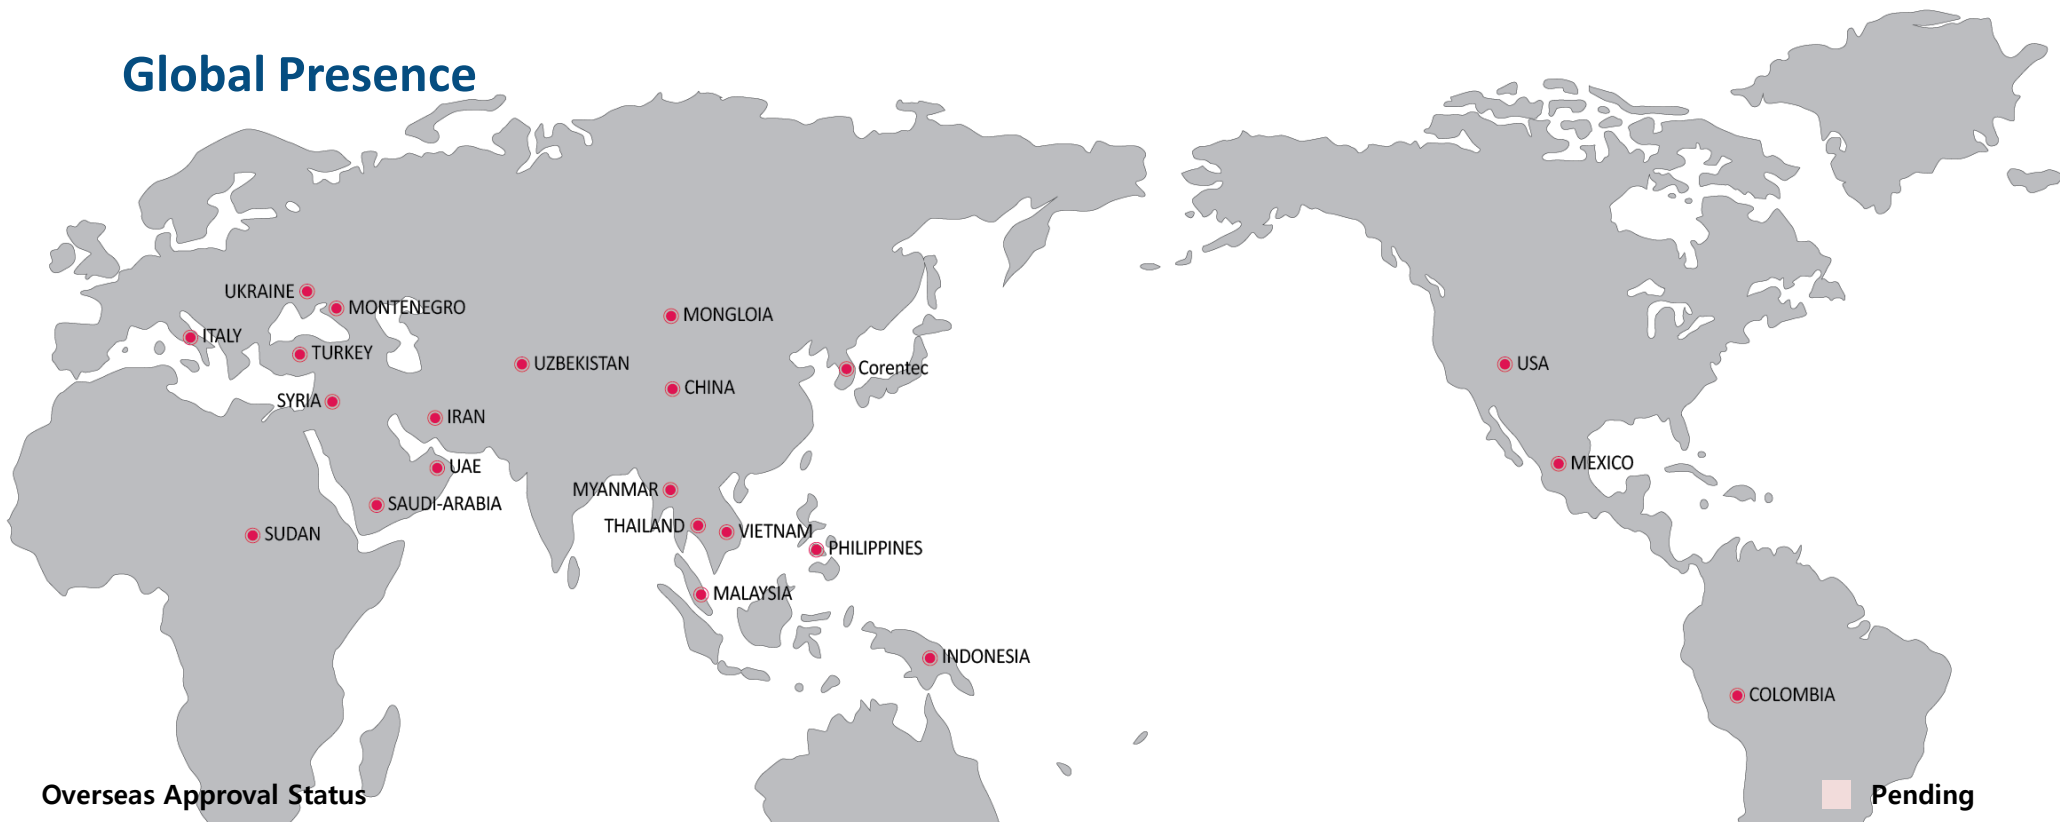 Global Presence
UKRAINE
MONTENEGRO
MONGLOIA
ITALY
TURKEY
UZBEKISTAN
CHINA
Corentec
USA
SYRIA
IRAN
UAE
MEXICO
MYANMAR
SAUDI-ARABIA
THAILAND
VIETNAM
SUDAN
PHILIPPINES
MALAYSIA
INDONESIA
COLOMBIA
Overseas Approval Status
Pending